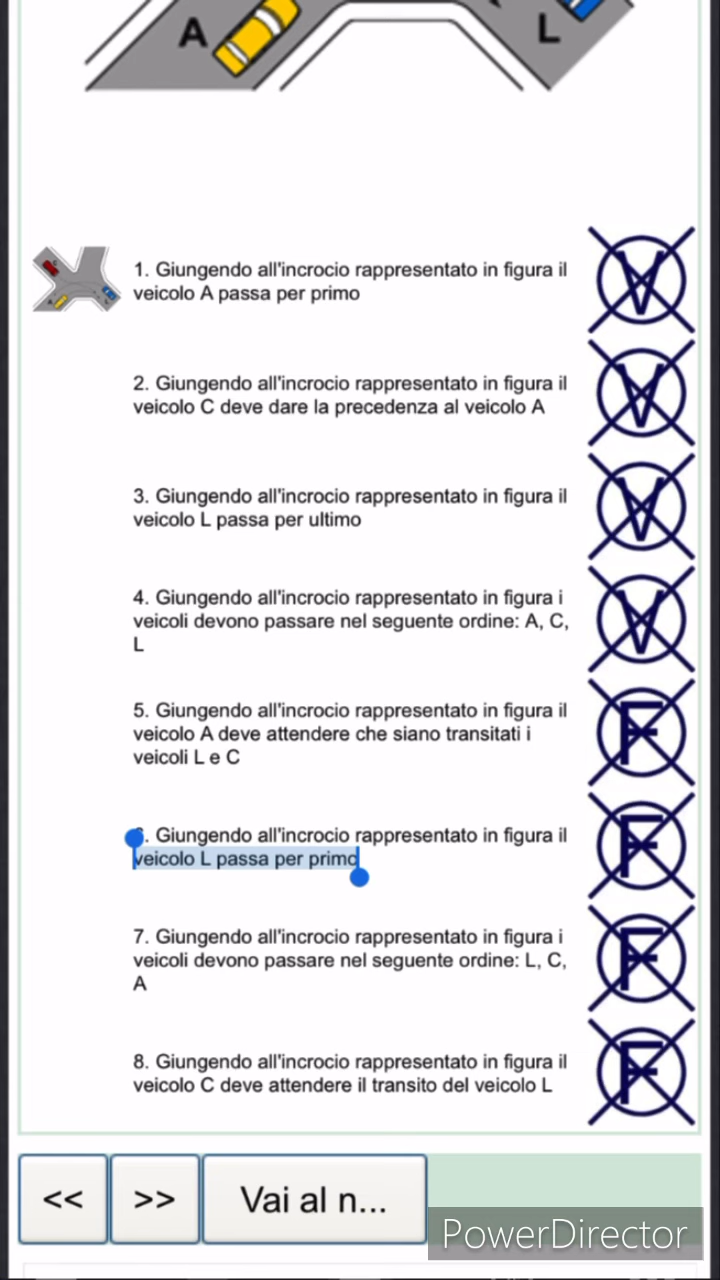 A
L
1. Giungendo all'incrocio rappresentato in figura il
veicolo A passa per primo
V
2. Giungendo all'incrocio rappresentato in figura il
veicolo C deve dare la precedenza al veicolo A
V
3. Giungendo all'incrocio rappresentato in figura il
veicolo L passa per ultimo
V
4. Giungendo all'incrocio rappresentato in figura i
veicoli devono passare nel seguente ordine: A, C,
L
V
5. Giungendo all'incrocio rappresentato in figura il
veicolo A deve attendere che siano transitati i
veicoli L e C
F
6. Giungendo all'incrocio rappresentato in figura il
veicolo L passa per primo
F
7. Giungendo all'incrocio rappresentato in figura i
veicoli devono passare nel seguente ordine: L, C,
A
F
8. Giungendo all'incrocio rappresentato in figura il
veicolo C deve attendere il transito del veicolo L
F
<< >> Vai al n...
PowerDirector